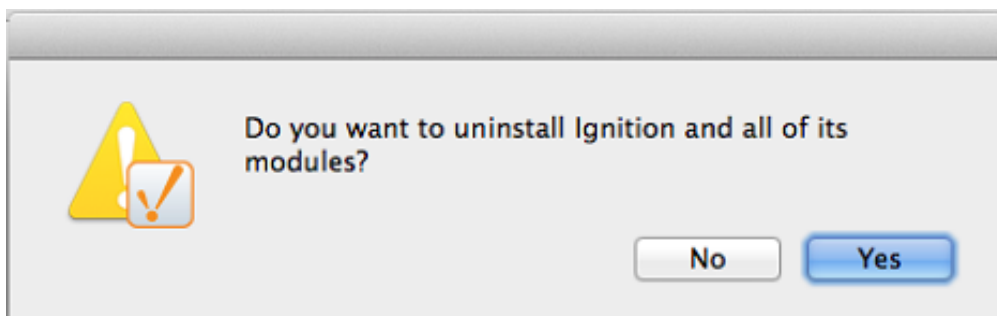 Do you want to uninstall Ignition and all of its
modules?
No
Yes